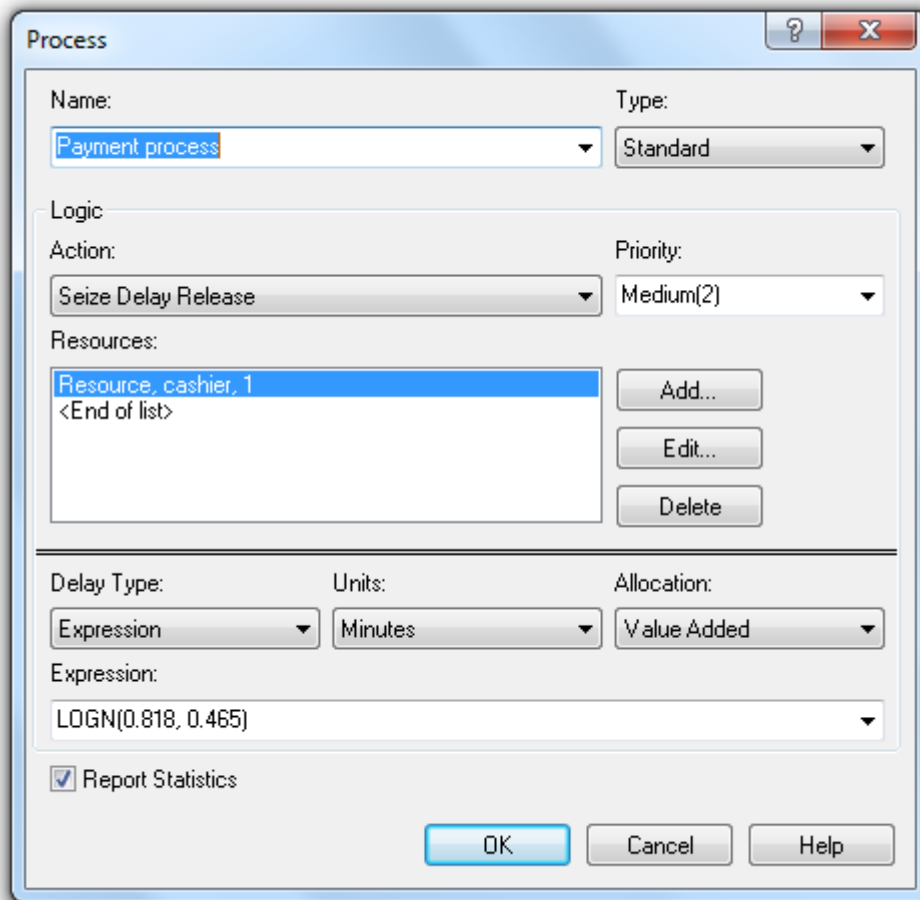 Process
Name: Type:
Payment process Standard
Logic
Action: Priority:
Seize Delay Release Medium(2)
Resources:
Resource, cashier, 1
<End of list>
Add...
Edit...
Delete
Delay Type: Units: Allocation:
Expression Minutes Value Added
Expression:
LOGN(0.818, 0.465)
Report Statistics
OK Cancel Help